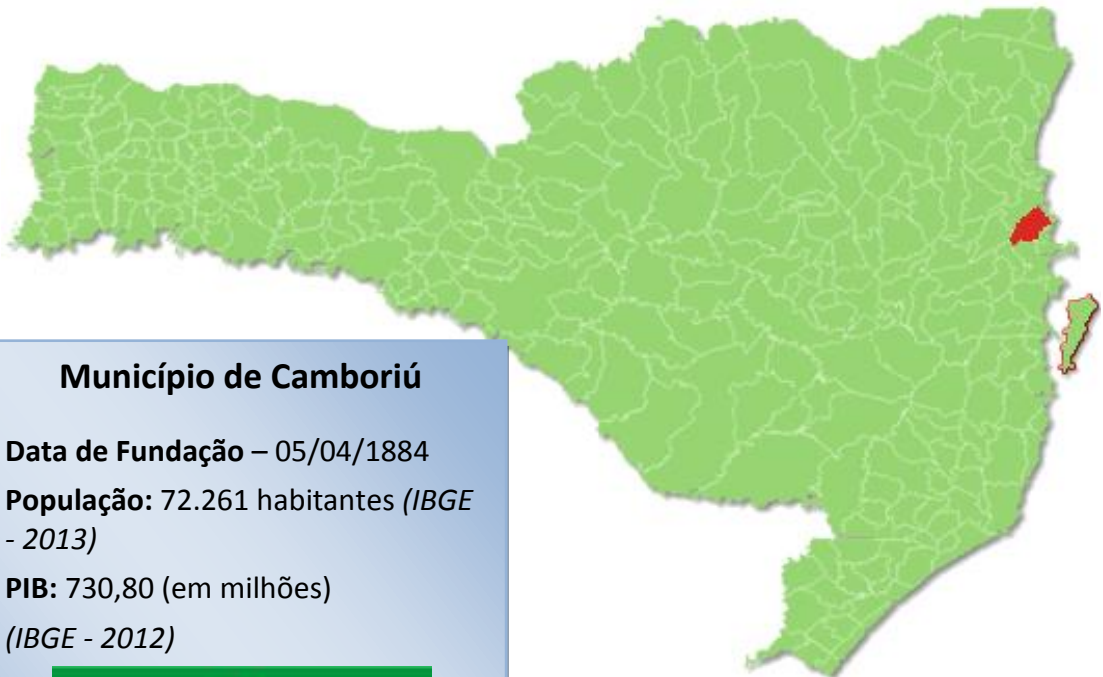 Município de Camboriú
Data de Fundação – 05/04/1884
População: 72.261 habitantes (IBGE
- 2013)
PIB: 730,80 (em milhões)
(IBGE - 2012)